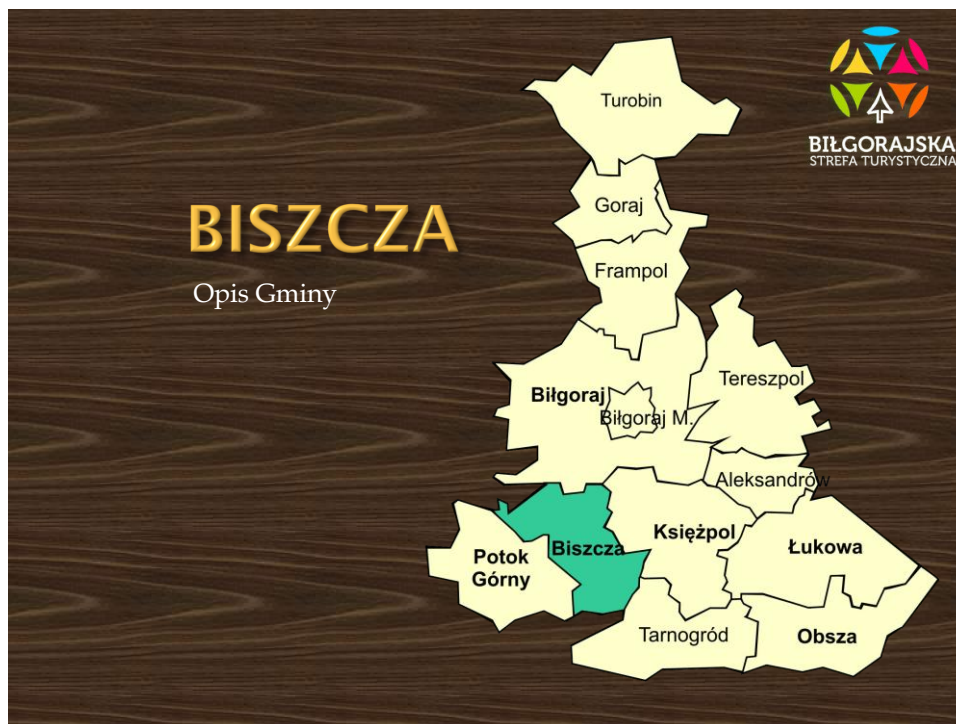 BIŁGORAJSKA
STREFA TURYSTYCZNA
BISZCZA
Opis Gminy
Turobin
Goraj
Frampol
Biłgoraj
Biłgoraj M.
Tereszpol
Aleksandrów
Potok
Górny
Biszcza
Księżpol
Łukowa
Tarnogród
Obsza